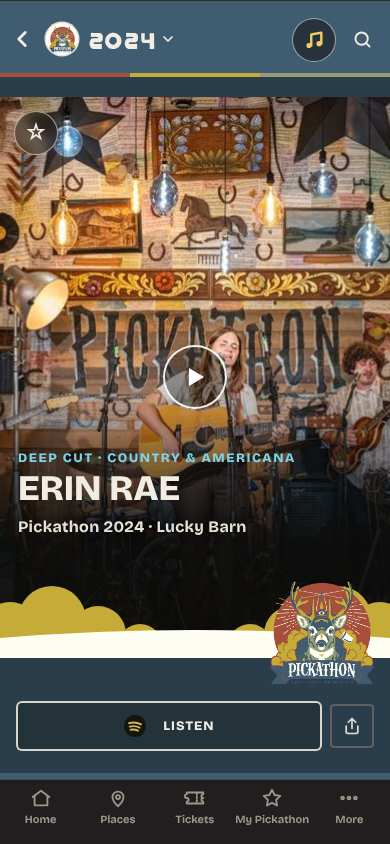 2024
PICKATHON
DEEP CUT · COUNTRY & AMERICANA
ERIN RAE
Pickathon 2024 · Lucky Barn
PICKATHON
LISTEN
Home
Places
Tickets
My Pickathon
More